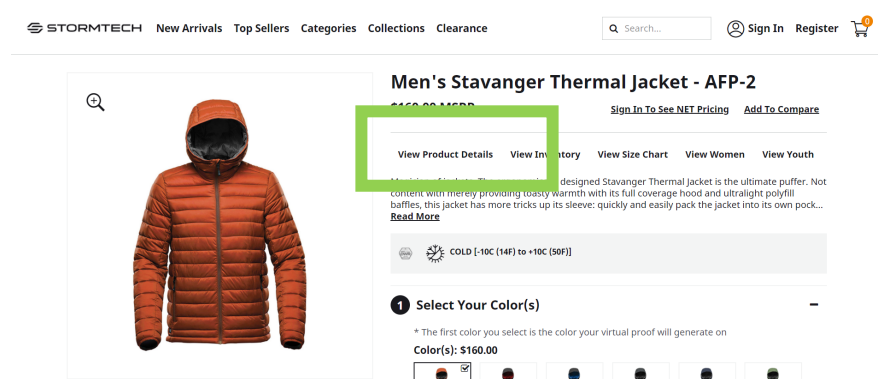 STORMTECH New Arrivals Top Sellers Categories Collections Clearance Search... Sign In Register 0
Men's Stavanger Thermal Jacket - AFP-2
$160.00 MSRP Sign In To See NET Pricing Add To Compare
View Product Details View Inventory View Size Chart View Women View Youth
designed Stavanger Thermal Jacket is the ultimate puffer. Not
content with merely providing toasty warmth with its full coverage hood and ultralight polyfill
baffles, this jacket has more tricks up its sleeve: quickly and easily pack the jacket into its own pock...
Read More
COLD [-10C (14F) to +10C (50F)]
1 Select Your Color(s)
* The first color you select is the color your virtual proof will generate on
Color(s): $160.00